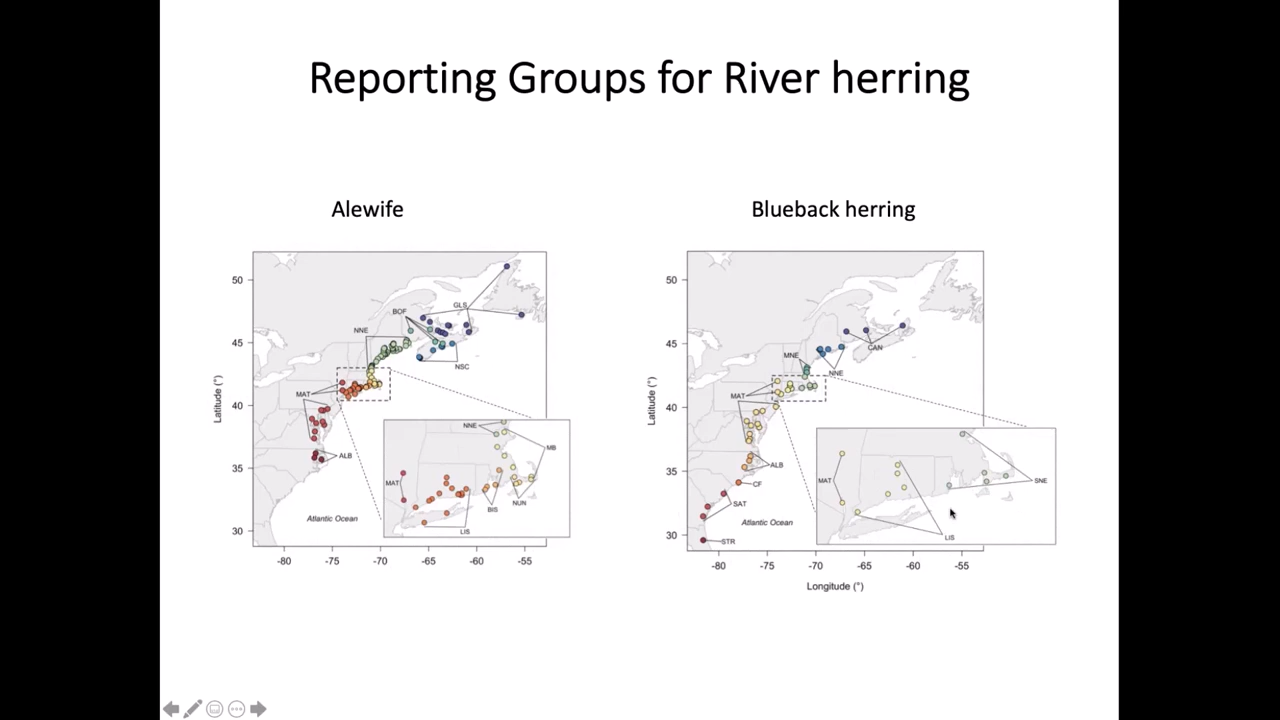 Reporting Groups for River herring
Alewife
50
45
40
35
30
Latitude (°)
-80
-75
-70
-65
-60
-55
GLS
BOF
NNE
NSC
MAT
ALB
Atlantic Ocean
NNE
MB
MAT
NUN
BIS
LIS
Blueback herring
50
45
40
35
30
Latitude (°)
-80
-75
-70
-65
-60
-55
Longitude (°)
CAN
MNE
NNE
MAT
ALB
CF
SAT
Atlantic Ocean
STR
MAT
SNE
LIS